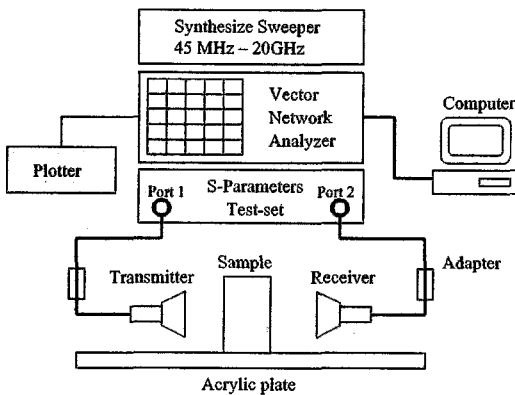 Synthesize Sweeper
45 MHz – 20GHz
Vector
Network
Analyzer
Computer
Plotter
Port 1
S-Parameters
Test-set
Port 2
Transmitter
Sample
Receiver
Adapter
Acrylic plate